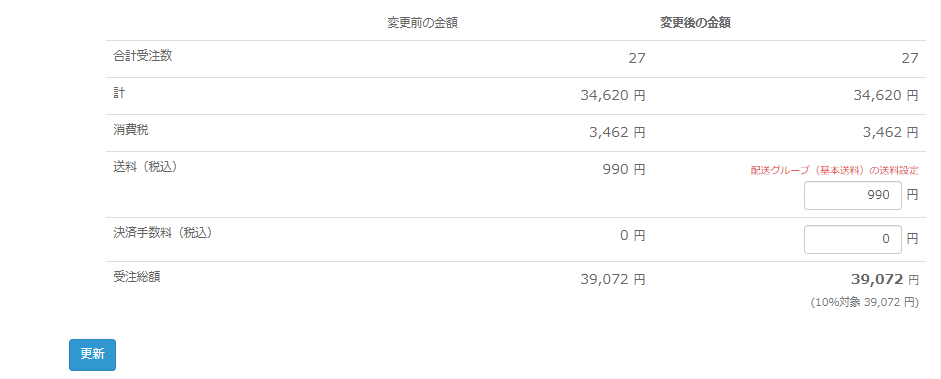 変更前の金額 変更後の金額
合計受注数 27 27
計 34,620 円 34,620 円
消費税 3,462 円 3,462 円
送料（税込） 990 円 配送グループ（基本送料）の送料設定
990 円
決済手数料（税込） 0 円 0 円
受注総額 39,072 円 39,072 円
(10%対象 39,072 円)
更新